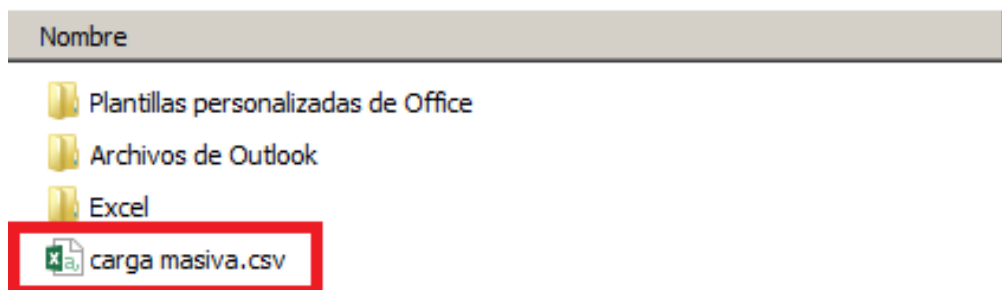 Nombre
Plantillas personalizadas de Office
Archivos de Outlook
Excel
carga masiva.csv